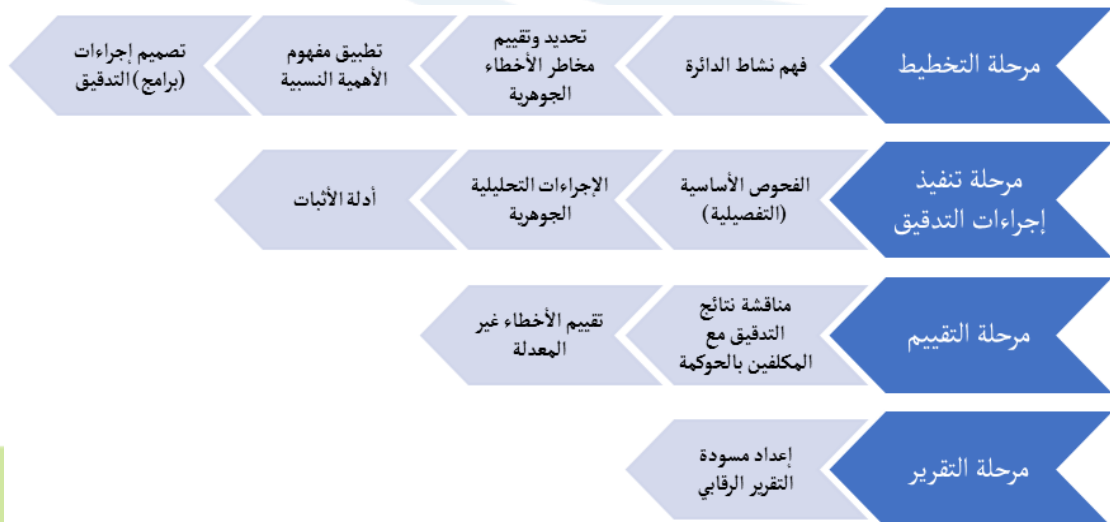 مرحلة التخطيط
فهم نشاط الدائرة
تحديد وتقييم
مخاطر الأخطاء
الجوهرية
تطبيق مفهوم
الأهمية النسبية
تصميم إجراءات
(برامج) التدقيق
مرحلة تنفيذ
إجراءات التدقيق
الفحوص الأساسية
(التفصيلية)
الإجراءات التحليلية
الجوهرية
أدلة الأثبات
مرحلة التقييم
مناقشة نتائج
التدقيق مع
المكلفين بالحوكمة
تقييم الأخطاء غير
المعدلة
مرحلة التقرير
إعداد مسودة
التقرير الرقابي